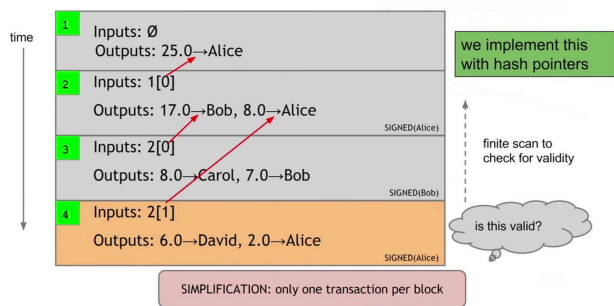 time
1
Inputs: Ø
Outputs: 25.0→Alice
2
Inputs: 1[0]
Outputs: 17.0→Bob, 8.0→Alice
SIGNED(Alice)
3
Inputs: 2[0]
Outputs: 8.0→Carol, 7.0→Bob
SIGNED(Bob)
4
Inputs: 2[1]
Outputs: 6.0→David, 2.0→Alice
SIGNED(Alice)
we implement this
with hash pointers
finite scan to
check for validity
is this valid?
SIMPLIFICATION: only one transaction per block